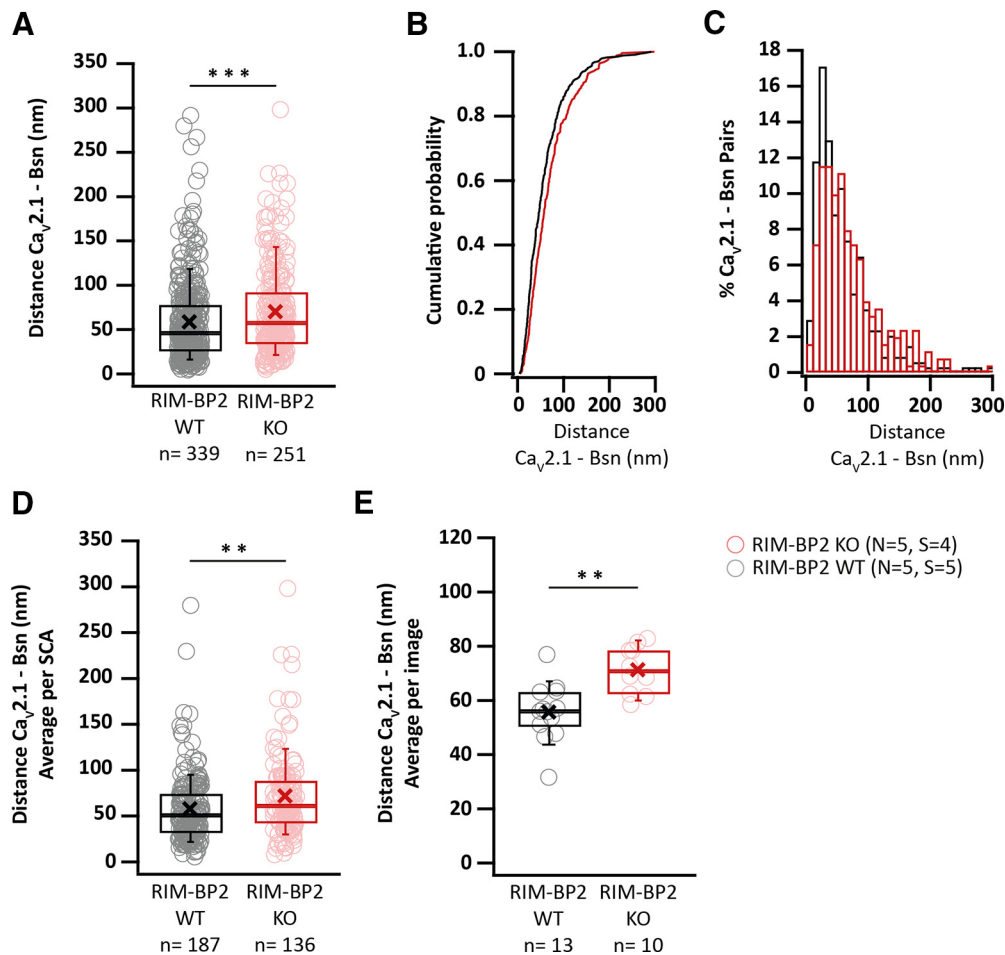 A
Distance Cav2.1 - Bsn (nm)
350
300
250
200
150
100
50
0
***
RIM-BP2
WT
n= 339
RIM-BP2
KO
n= 251
B
Cumulative probability
1.0
0.8
0.6
0.4
0.2
0
0 100 200 300
Distance
Cav2.1 - Bsn (nm)
C
% Cav2.1 - Bsn Pairs
18
16
14
12
10
8
6
4
2
0
0 100 200 300
Distance
Cav2.1 - Bsn (nm)
D
Distance Cav2.1 - Bsn (nm)
Average per SCA
350
300
250
200
150
100
50
0
**
RIM-BP2
WT
n= 187
RIM-BP2
KO
n= 136
E
Distance Cav2.1 - Bsn (nm)
Average per image
120
100
80
60
40
20
0
**
RIM-BP2
WT
n= 13
RIM-BP2
KO
n= 10
RIM-BP2 KO (N=5, S=4)
RIM-BP2 WT (N=5, S=5)